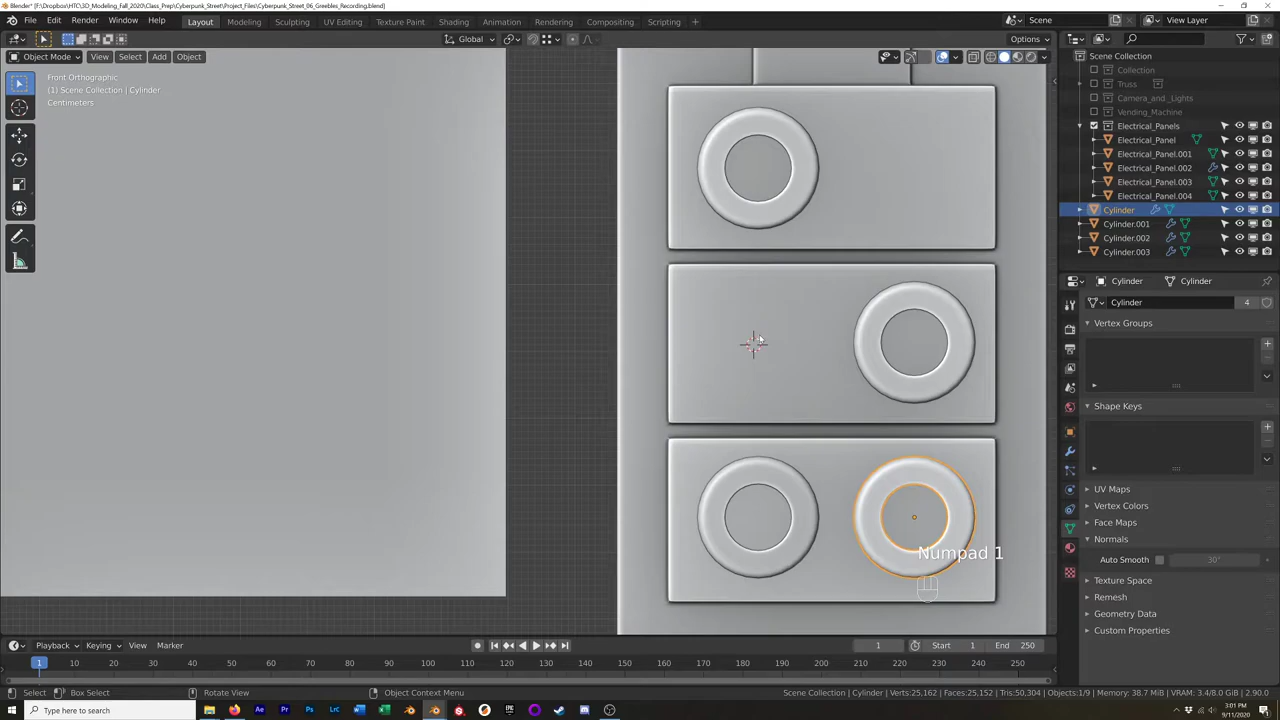 Blender* [F:\Dropbox\HTC\3D_Modeling_Fall_2020\Class_Prep\Cyberpunk_Street\Project_Files\Cyberpunk_Street_06_Greebles_Recording.blend]
File Edit Render Window Help
Layout Modeling Sculpting UV Editing Texture Paint Shading Animation Rendering Compositing Scripting +
Scene
View Layer
Global
Options
Object Mode View Select Add Object
Front Orthographic
(1) Scene Collection | Cylinder
Centimeters
Numpad 1
Scene Collection
Collection
Truss
Camera_and_Lights
Vending_Machine
Electrical_Panels
Electrical_Panel
Electrical_Panel.001
Electrical_Panel.002
Electrical_Panel.003
Electrical_Panel.004
Cylinder
Cylinder.001
Cylinder.002
Cylinder.003
Cylinder Cylinder
Cylinder 4
Vertex Groups
Shape Keys
UV Maps
Vertex Colors
Face Maps
Normals
Auto Smooth 30°
Texture Space
Remesh
Geometry Data
Custom Properties
Playback Keying View Marker
1 Start 1 End 250
1 10 20 30 40 50 60 70 80 90 100 110 120 130 140 150 160 170 180 190 200 210 220 230 240 250
Select Box Select Rotate View Object Context Menu
Scene Collection | Cylinder | Verts:25,162 | Faces:25,152 | Tris:50,304 | Objects:1/9 | Memory: 38.7 MiB | VRAM: 3.4/8.0 GiB | 2.90.0
Type here to search
3:01 PM
9/11/2020